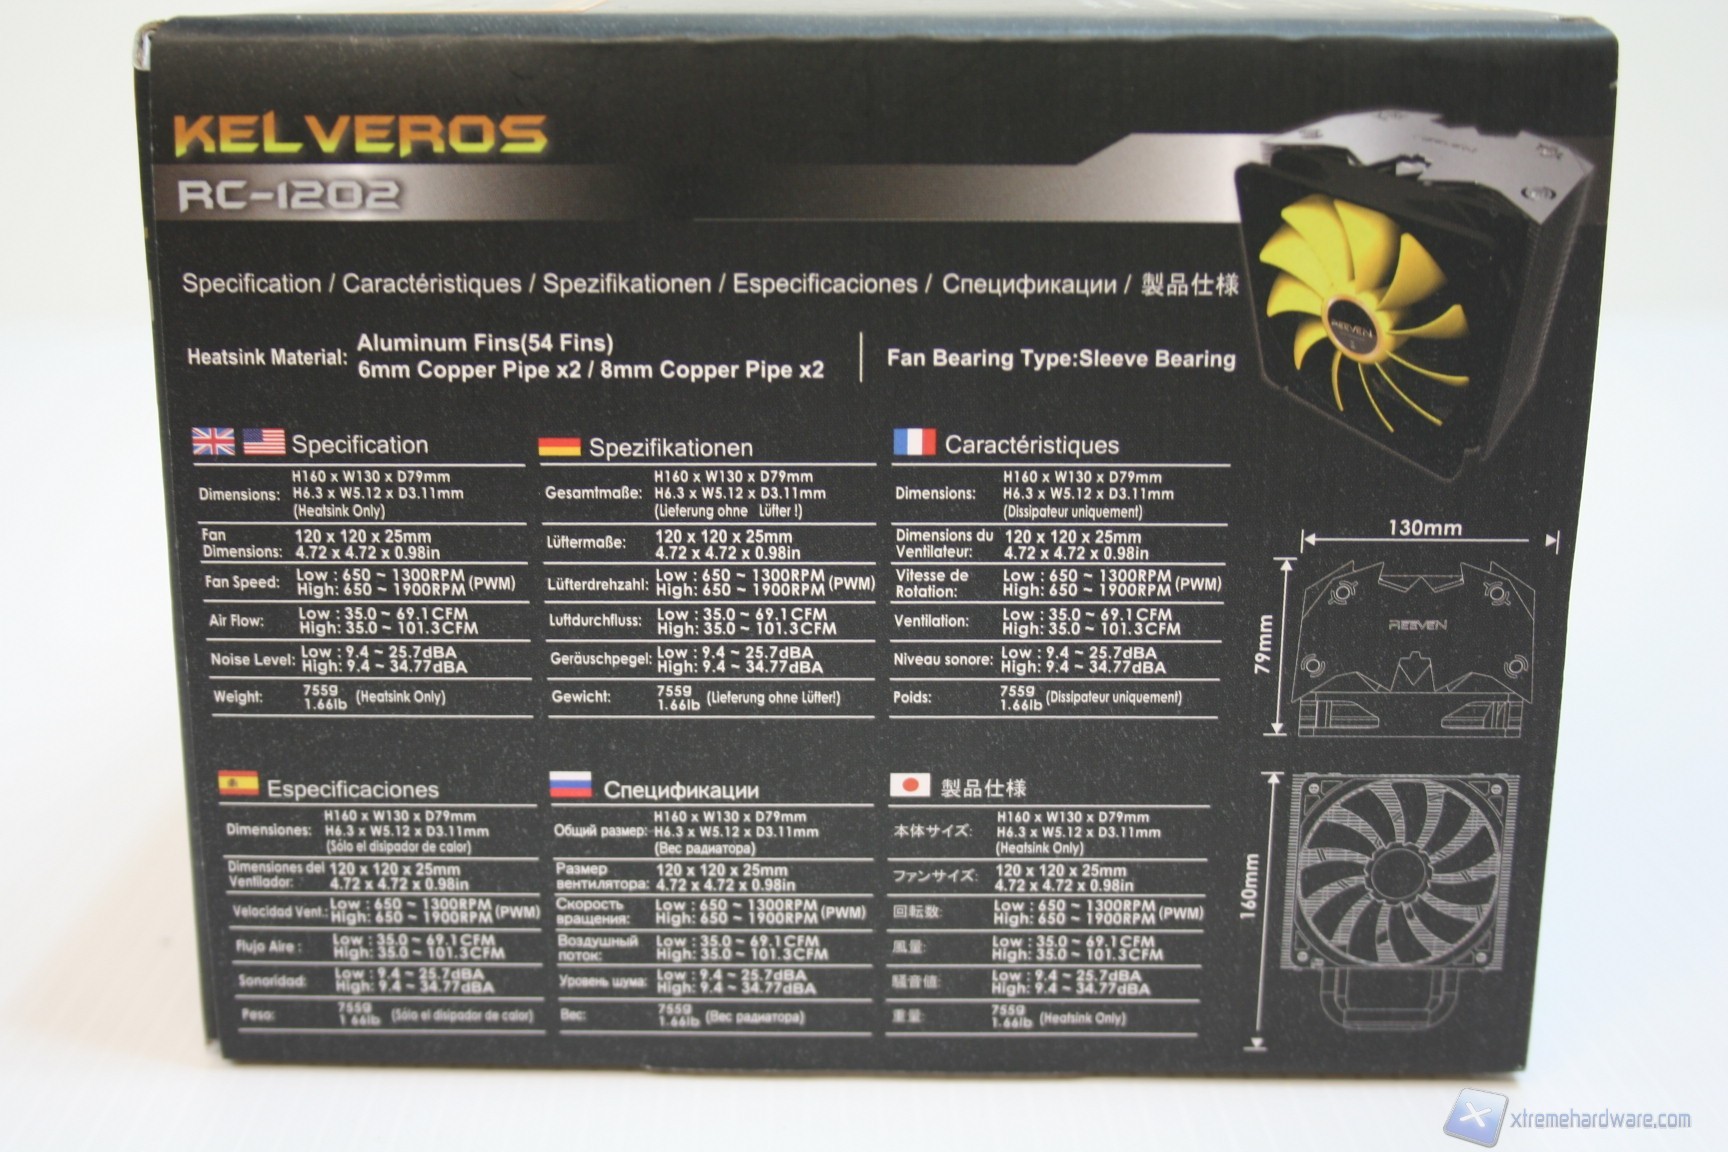 KELVEROS
RC-1202
Specification / Caractéristiques / Spezifikationen / Especificaciones / Спецификации / 製品仕様
Heatsink Material: Aluminum Fins(54 Fins)
6mm Copper Pipe x2 / 8mm Copper Pipe x2
Fan Bearing Type:Sleeve Bearing
REEVEN
REEVEN
Specification
Dimensions: H160 x W130 x D79mm
H6.3 x W5.12 x D3.11mm
(Heatsink Only)
Fan Dimensions: 120 x 120 x 25mm
4.72 x 4.72 x 0.98in
Fan Speed: Low : 650 ~ 1300RPM
High: 650 ~ 1900RPM (PWM)
Air Flow: Low : 35.0 ~ 69.1CFM
High: 35.0 ~ 101.3CFM
Noise Level: Low : 9.4 ~ 25.7dBA
High: 9.4 ~ 34.77dBA
Weight: 755g
1.66lb (Heatsink Only)
Spezifikationen
Gesamtmaße: H160 x W130 x D79mm
H6.3 x W5.12 x D3.11mm
(Lieferung ohne Lüfter !)
Lüftermaße: 120 x 120 x 25mm
4.72 x 4.72 x 0.98in
Lüfterdrehzahl: Low : 650 ~ 1300RPM
High: 650 ~ 1900RPM (PWM)
Luftdurchfluss: Low : 35.0 ~ 69.1CFM
High: 35.0 ~ 101.3CFM
Geräuschpegel: Low : 9.4 ~ 25.7dBA
High: 9.4 ~ 34.77dBA
Gewicht: 755g
1.66lb (Lieferung ohne Lüfter!)
Caractéristiques
Dimensions: H160 x W130 x D79mm
H6.3 x W5.12 x D3.11mm
(Dissipateur uniquement)
Dimensions du Ventilateur: 120 x 120 x 25mm
4.72 x 4.72 x 0.98in
Vitesse de Rotation: Low : 650 ~ 1300RPM
High: 650 ~ 1900RPM (PWM)
Ventilation: Low : 35.0 ~ 69.1CFM
High: 35.0 ~ 101.3CFM
Niveau sonore: Low : 9.4 ~ 25.7dBA
High: 9.4 ~ 34.77dBA
Poids: 755g
1.66lb (Dissipateur uniquement)
130mm
79mm
REEVEN
160mm
Especificaciones
Dimensiones: H160 x W130 x D79mm
H6.3 x W5.12 x D3.11mm
(Sólo el disipador de calor)
Dimensiones del Ventilador: 120 x 120 x 25mm
4.72 x 4.72 x 0.98in
Velocidad Vent.: Low : 650 ~ 1300RPM
High: 650 ~ 1900RPM (PWM)
Flujo Aire : Low : 35.0 ~ 69.1CFM
High: 35.0 ~ 101.3CFM
Sonoridad: Low : 9.4 ~ 25.7dBA
High: 9.4 ~ 34.77dBA
Peso: 755g
1.66lb (Sólo el disipador de calor)
Спецификации
Общий размер: H160 x W130 x D79mm
H6.3 x W5.12 x D3.11mm
(Вес радиатора)
Размер вентилятора: 120 x 120 x 25mm
4.72 x 4.72 x 0.98in
Скорость вращения: Low : 650 ~ 1300RPM
High: 650 ~ 1900RPM (PWM)
Воздушный поток: Low : 35.0 ~ 69.1CFM
High: 35.0 ~ 101.3CFM
Уровень шума: Low : 9.4 ~ 25.7dBA
High: 9.4 ~ 34.77dBA
Вес: 755g
1.66lb (Вес радиатора)
製品仕様
本体サイズ: H160 x W130 x D79mm
H6.3 x W5.12 x D3.11mm
(Heatsink Only)
ファンサイズ: 120 x 120 x 25mm
4.72 x 4.72 x 0.98in
回転数: Low : 650 ~ 1300RPM
High: 650 ~ 1900RPM (PWM)
風量: Low : 35.0 ~ 69.1CFM
High: 35.0 ~ 101.3CFM
騒音値: Low : 9.4 ~ 25.7dBA
High: 9.4 ~ 34.77dBA
重量: 755g
1.66lb (Heatsink Only)
xtremehardware.com